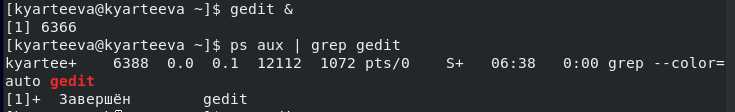 [kyarteeva@kyarteeva ~]$ gedit &
[1] 6366
[kyarteeva@kyarteeva ~]$ ps aux | grep gedit
kyartee+    6388  0.0  0.1  12112  1072 pts/0    S+   06:38   0:00 grep --color=
auto gedit
[1]+  Завершён        gedit